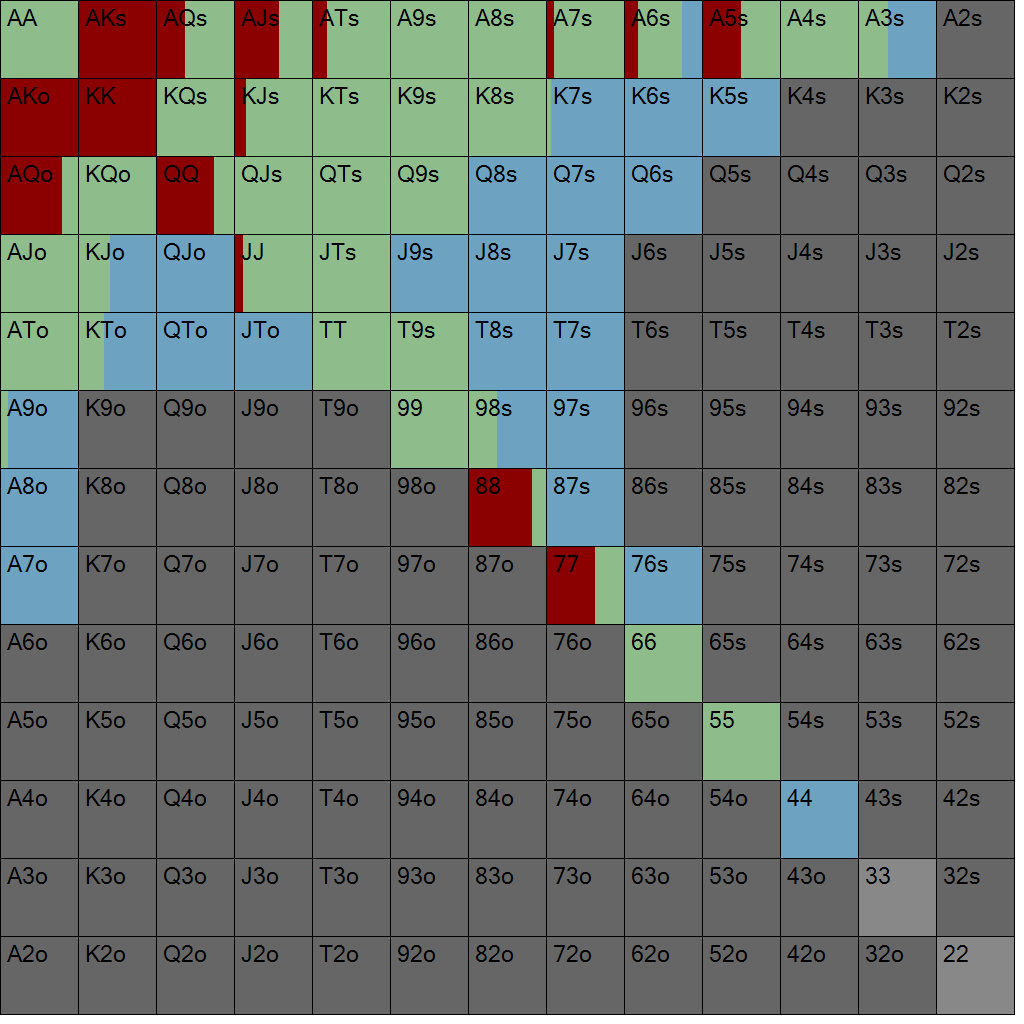 AA AKs AQs AJs ATs A9s A8s A7s A6s A5s A4s A3s A2s
AKo KK KQs KJs KTs K9s K8s K7s K6s K5s K4s K3s K2s
AQo KQo QQ QJs QTs Q9s Q8s Q7s Q6s Q5s Q4s Q3s Q2s
AJo KJo QJo JJ JTs J9s J8s J7s J6s J5s J4s J3s J2s
ATo KTo QTo JTo TT T9s T8s T7s T6s T5s T4s T3s T2s
A9o K9o Q9o J9o T9o 99 98s 97s 96s 95s 94s 93s 92s
A8o K8o Q8o J8o T8o 98o 88 87s 86s 85s 84s 83s 82s
A7o K7o Q7o J7o T7o 97o 87o 77 76s 75s 74s 73s 72s
A6o K6o Q6o J6o T6o 96o 86o 76o 66 65s 64s 63s 62s
A5o K5o Q5o J5o T5o 95o 85o 75o 65o 55 54s 53s 52s
A4o K4o Q4o J4o T4o 94o 84o 74o 64o 54o 44 43s 42s
A3o K3o Q3o J3o T3o 93o 83o 73o 63o 53o 43o 33 32s
A2o K2o Q2o J2o T2o 92o 82o 72o 62o 52o 42o 32o 22